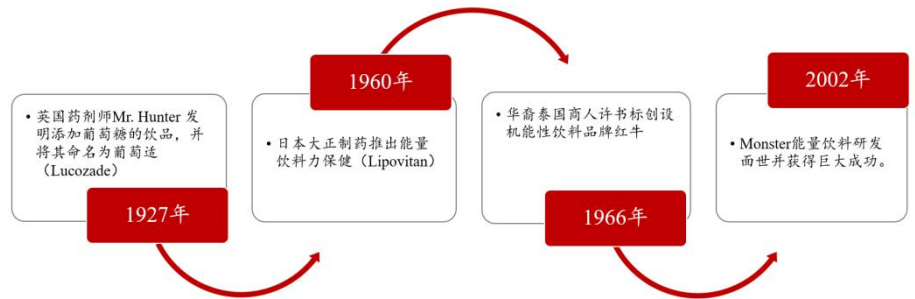 • 英国药剂师Mr. Hunter 发
明添加葡萄糖的饮品，并
将其命名为葡萄适
（Lucozade）
1927年
1960年
• 日本大正制药推出能量
饮料力保健（Lipovitan）
• 华裔泰国商人许书标创设
机能性饮料品牌红牛
1966年
2002年
• Monster能量饮料研发
面世并获得巨大成功。